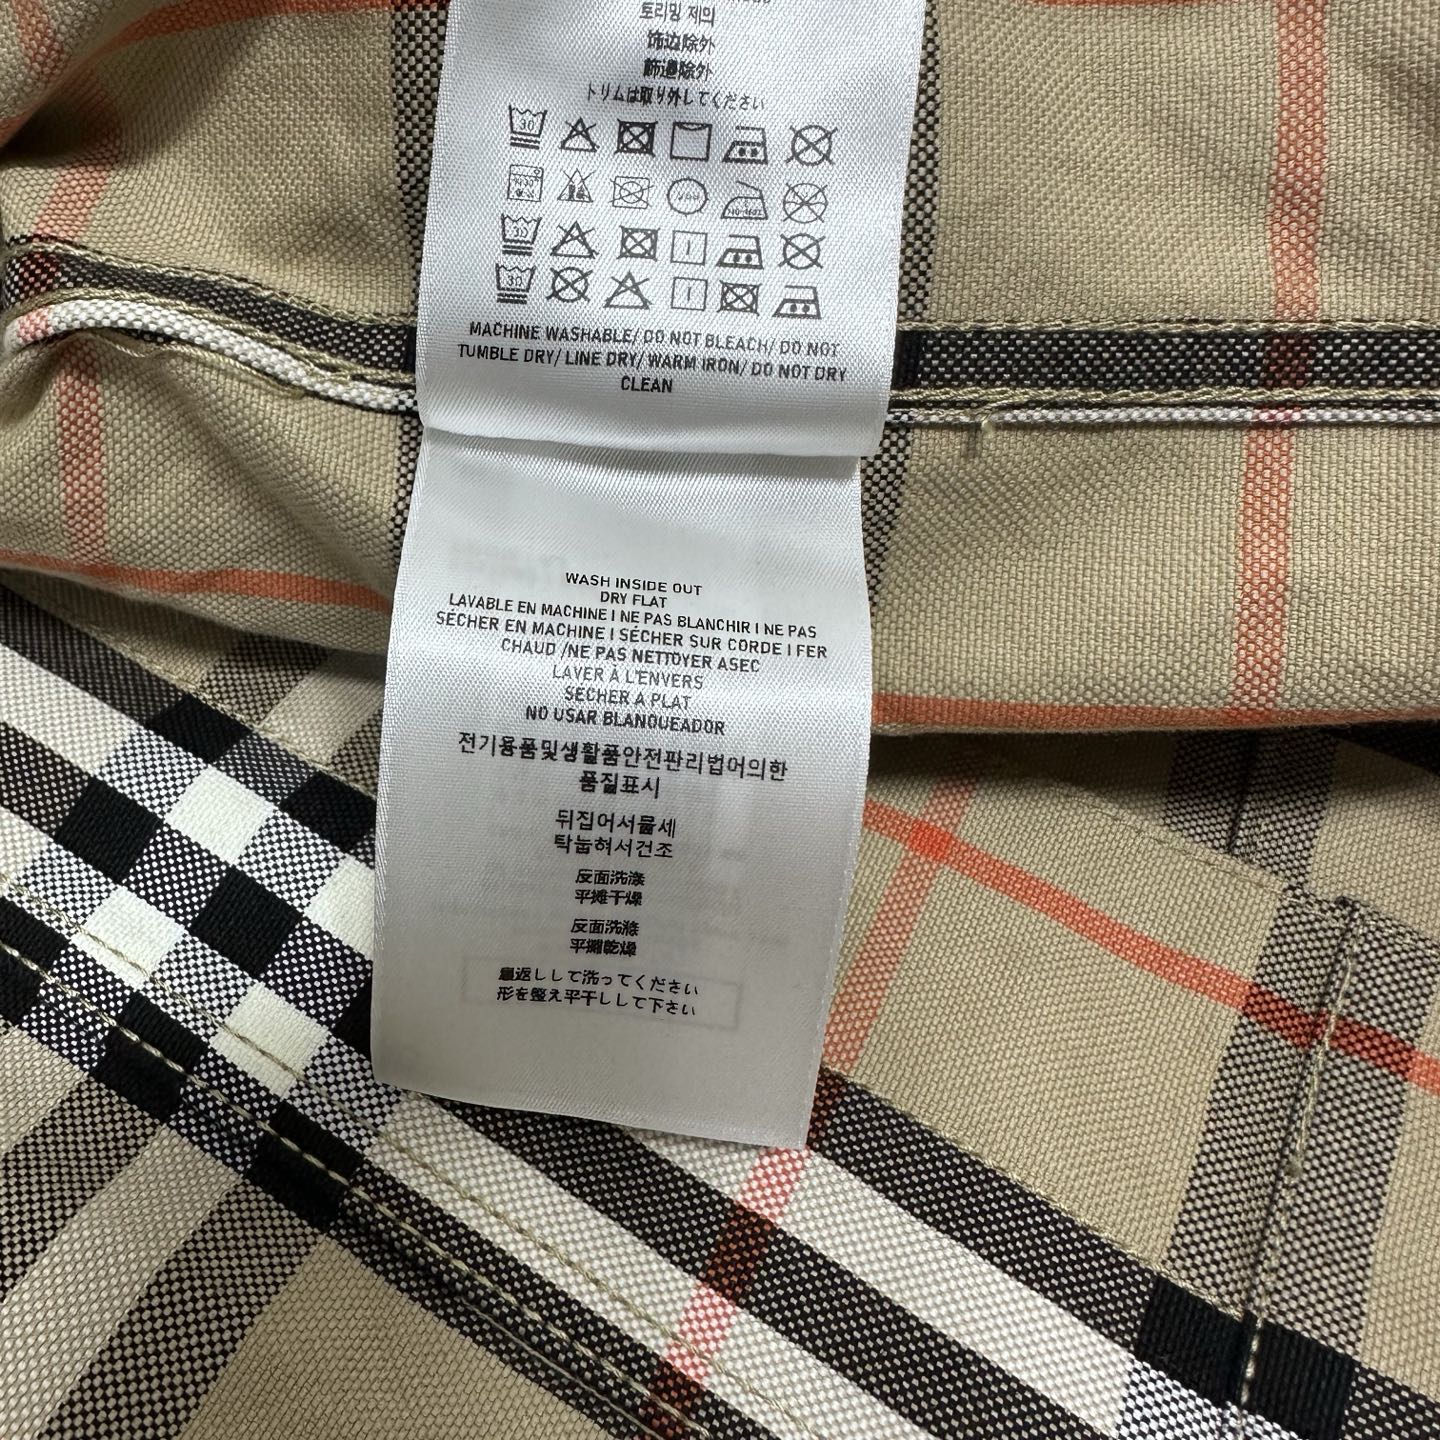 토리밍 제의
饰边除外
飾邊除外
トリムは取り外してください
30
30
30
MACHINE WASHABLE/ DO NOT BLEACH/ DO NOT
TUMBLE DRY/ LINE DRY/ WARM IRON/ DO NOT DRY
CLEAN
WASH INSIDE OUT
DRY FLAT
LAVABLE EN MACHINE | NE PAS BLANCHIR | NE PAS
SÉCHER EN MACHINE | SÉCHER SUR CORDE | FER
CHAUD /NE PAS NETTOYER ASEC
LAVER À L'ENVERS
SÉCHER A PLAT
NO USAR BLANQUEADOR
전기용품및생활품안전판리법어의한
품질표시
뒤집어서물세
탁눕혀서건조
反面洗涤
平摊干燥
反面洗滌
平攤乾燥
裏返しして洗ってください
形を整え平干しして下さい